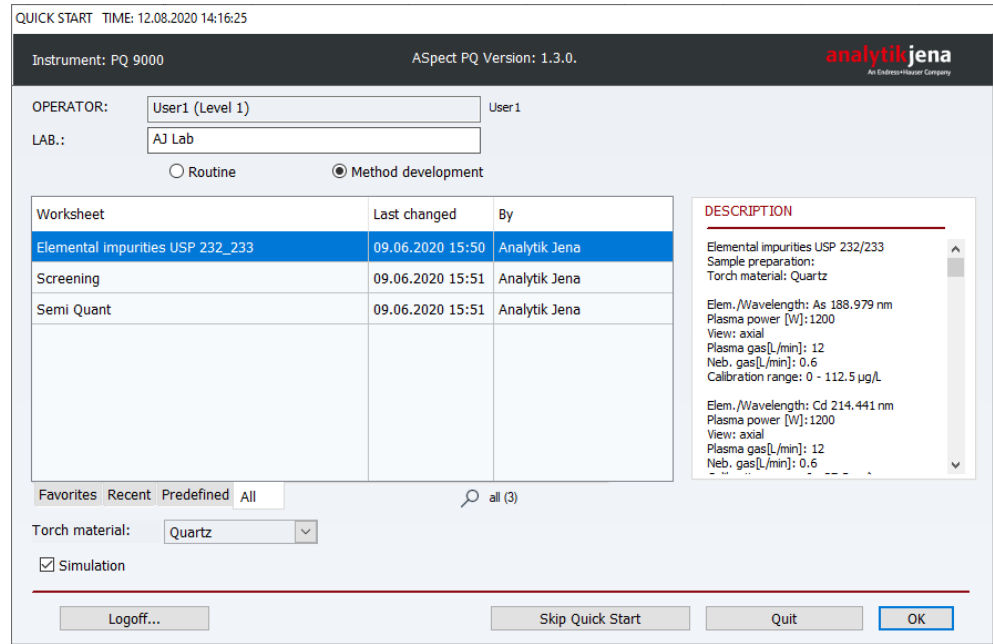 QUICK START   TIME: 12.08.2020 14:16:25
Instrument: PQ 9000
ASpect PQ Version: 1.3.0.
analytikjena
An Endress+Hauser Company
OPERATOR:
User1 (Level 1)
User1
LAB.:
AJ Lab
Routine
Method development
Worksheet
Last changed
By
Elemental impurities USP 232_233
09.06.2020 15:50
Analytik Jena
Screening
09.06.2020 15:51
Analytik Jena
Semi Quant
09.06.2020 15:51
Analytik Jena
DESCRIPTION
Elemental impurities USP 232/233
Sample preparation:
Torch material: Quartz
Elem./Wavelength: As 188.979 nm
Plasma power [W]:1200
View: axial
Plasma gas[L/min]: 12
Neb. gas[L/min]: 0.6
Calibration range: 0 - 112.5 µg/L
Elem./Wavelength: Cd 214.441 nm
Plasma power [W]:1200
View: axial
Plasma gas[L/min]: 12
Neb. gas[L/min]: 0.6
Favorites
Recent
Predefined
All
all (3)
Torch material:
Quartz
Simulation
Logoff...
Skip Quick Start
Quit
OK